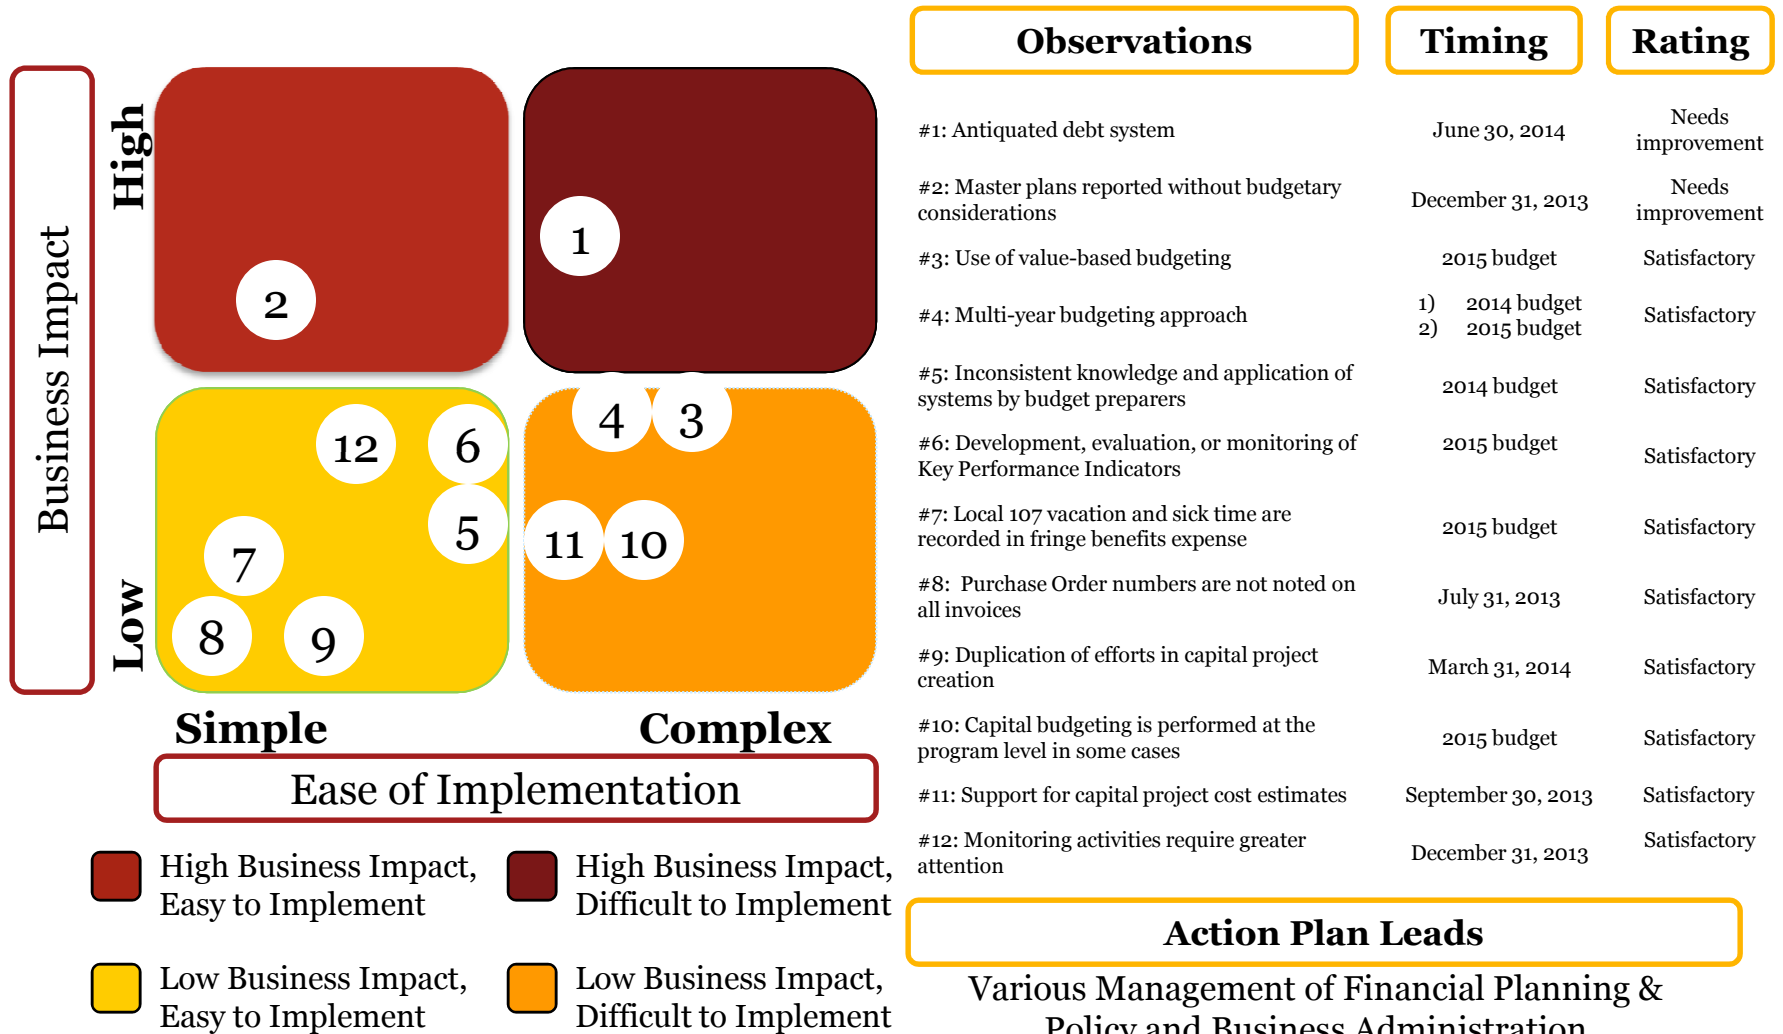 Business Impact
High
Low
1
2
4
3
12
6
5
11
10
7
8
9
Simple
Complex
Ease of Implementation
High Business Impact,
Easy to Implement
High Business Impact,
Difficult to Implement
Low Business Impact,
Easy to Implement
Low Business Impact,
Difficult to Implement
Observations
Timing
Rating
#1: Antiquated debt system
June 30, 2014
Needs
improvement
#2: Master plans reported without budgetary
considerations
December 31, 2013
Needs
improvement
#3: Use of value-based budgeting
2015 budget
Satisfactory
#4: Multi-year budgeting approach
1) 2014 budget
2) 2015 budget
Satisfactory
#5: Inconsistent knowledge and application of
systems by budget preparers
2014 budget
Satisfactory
#6: Development, evaluation, or monitoring of
Key Performance Indicators
2015 budget
Satisfactory
#7: Local 107 vacation and sick time are
recorded in fringe benefits expense
2015 budget
Satisfactory
#8: Purchase Order numbers are not noted on
all invoices
July 31, 2013
Satisfactory
#9: Duplication of efforts in capital project
creation
March 31, 2014
Satisfactory
#10: Capital budgeting is performed at the
program level in some cases
2015 budget
Satisfactory
#11: Support for capital project cost estimates
September 30, 2013
Satisfactory
#12: Monitoring activities require greater
attention
December 31, 2013
Satisfactory
Action Plan Leads
Various Management of Financial Planning &
Policy and Business Administration